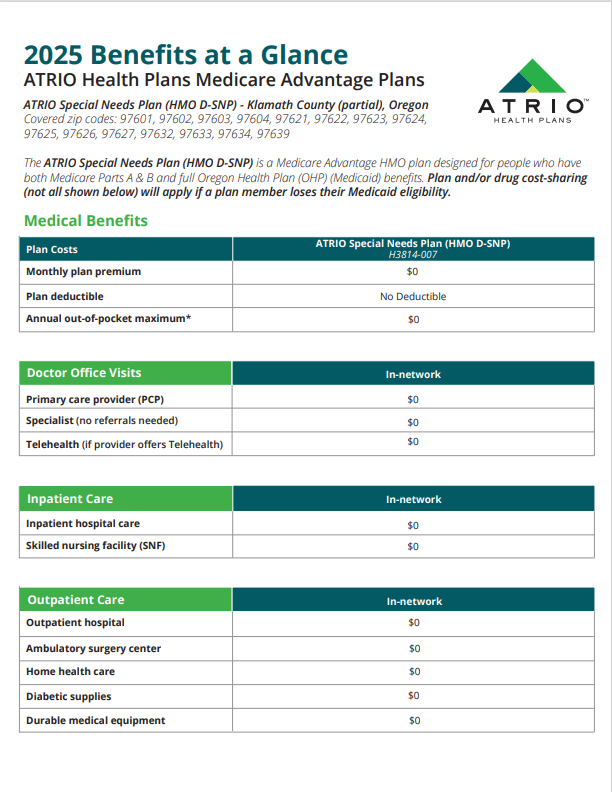 2025 Benefits at a Glance
ATRIO Health Plans Medicare Advantage Plans
ATRIO Special Needs Plan (HMO D-SNP) - Klamath County (partial), Oregon
Covered zip codes: 97601, 97602, 97603, 97604, 97621, 97622, 97623, 97624,
97625, 97626, 97627, 97632, 97633, 97634, 97639
ATRIO™
HEALTH PLANS
The ATRIO Special Needs Plan (HMO D-SNP) is a Medicare Advantage HMO plan designed for people who have
both Medicare Parts A & B and full Oregon Health Plan (OHP) (Medicaid) benefits. Plan and/or drug cost-sharing
(not all shown below) will apply if a plan member loses their Medicaid eligibility.
Medical Benefits
Plan Costs ATRIO Special Needs Plan (HMO D-SNP)
H3814-007
Monthly plan premium $0
Plan deductible No Deductible
Annual out-of-pocket maximum* $0
Doctor Office Visits In-network
Primary care provider (PCP) $0
Specialist (no referrals needed) $0
Telehealth (if provider offers Telehealth) $0
Inpatient Care In-network
Inpatient hospital care $0
Skilled nursing facility (SNF) $0
Outpatient Care In-network
Outpatient hospital $0
Ambulatory surgery center $0
Home health care $0
Diabetic supplies $0
Durable medical equipment $0